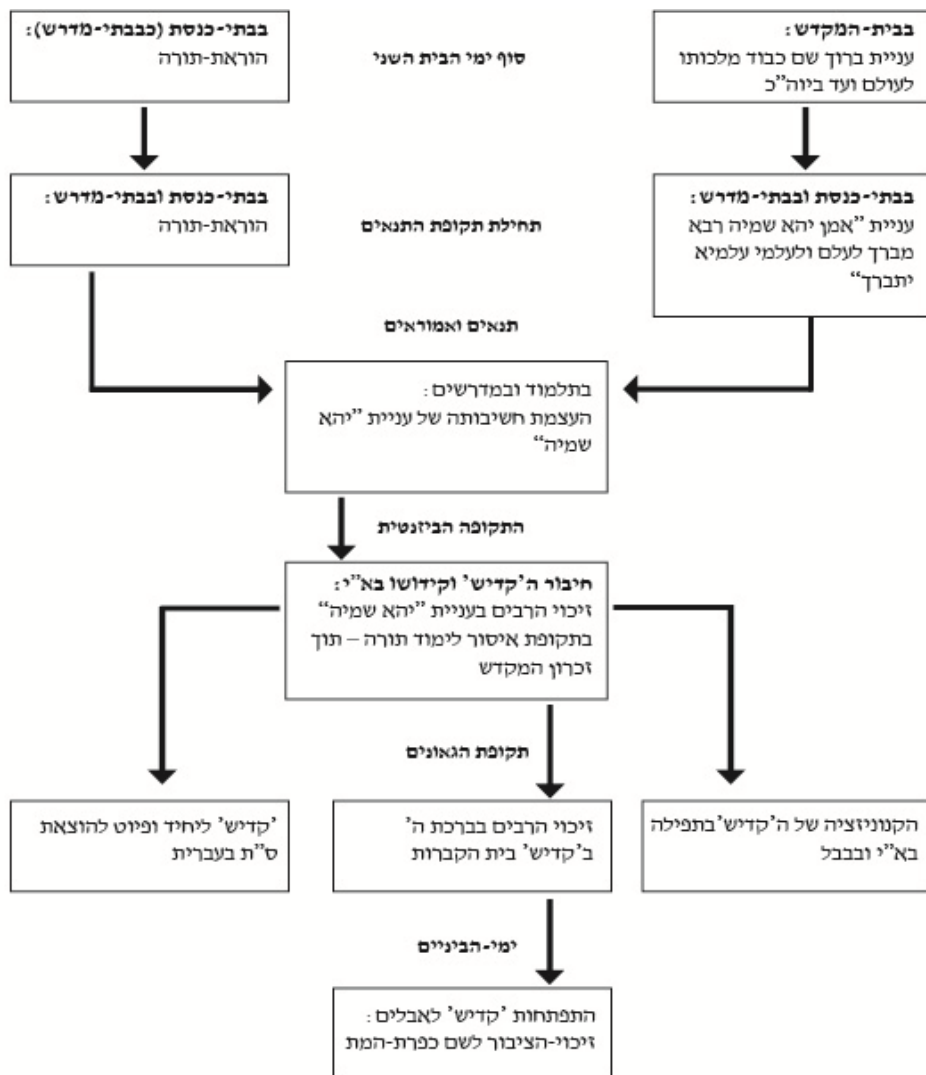 בבית-המקדש:
עניית ברוך שם כבוד מלכותו
לעולם ועד ביוה"כ
סוף ימי הבית השני
בבתי-כנסת (כבבתי-מדרש):
הוראת-תורה
בבתי-כנסת ובבתי-מדרש:
עניית "אמן יהא שמיה רבא
מברך לעלם ולעלמי עלמיא
יתברך"
תחילת תקופת התנאים
בבתי-כנסת ובבתי-מדרש:
הוראת-תורה
תנאים ואמוראים
בתלמוד ובמדרשים:
העצמת חשיבותה של עניית "יהא
שמיה"
התקופה הביזנטית
חיבור ה'קדיש' וקידושו בא"י:
זיכוי הרבים בעניית "יהא שמיה"
בתקופת איסור לימוד תורה – תוך
זכרון המקדש
תקופת הגאונים
הקנוניזציה של ה'קדיש' בתפילה
בא"י ובבבל
זיכוי הרבים בברכת ה'
ב'קדיש' בית הקברות
'קדיש' ליחיד ופיוט להוצאת
ס"ת בעברית
ימי-הביניים
התפתחות 'קדיש' לאבלים:
זיכוי-הציבור לשם כפרת-המת